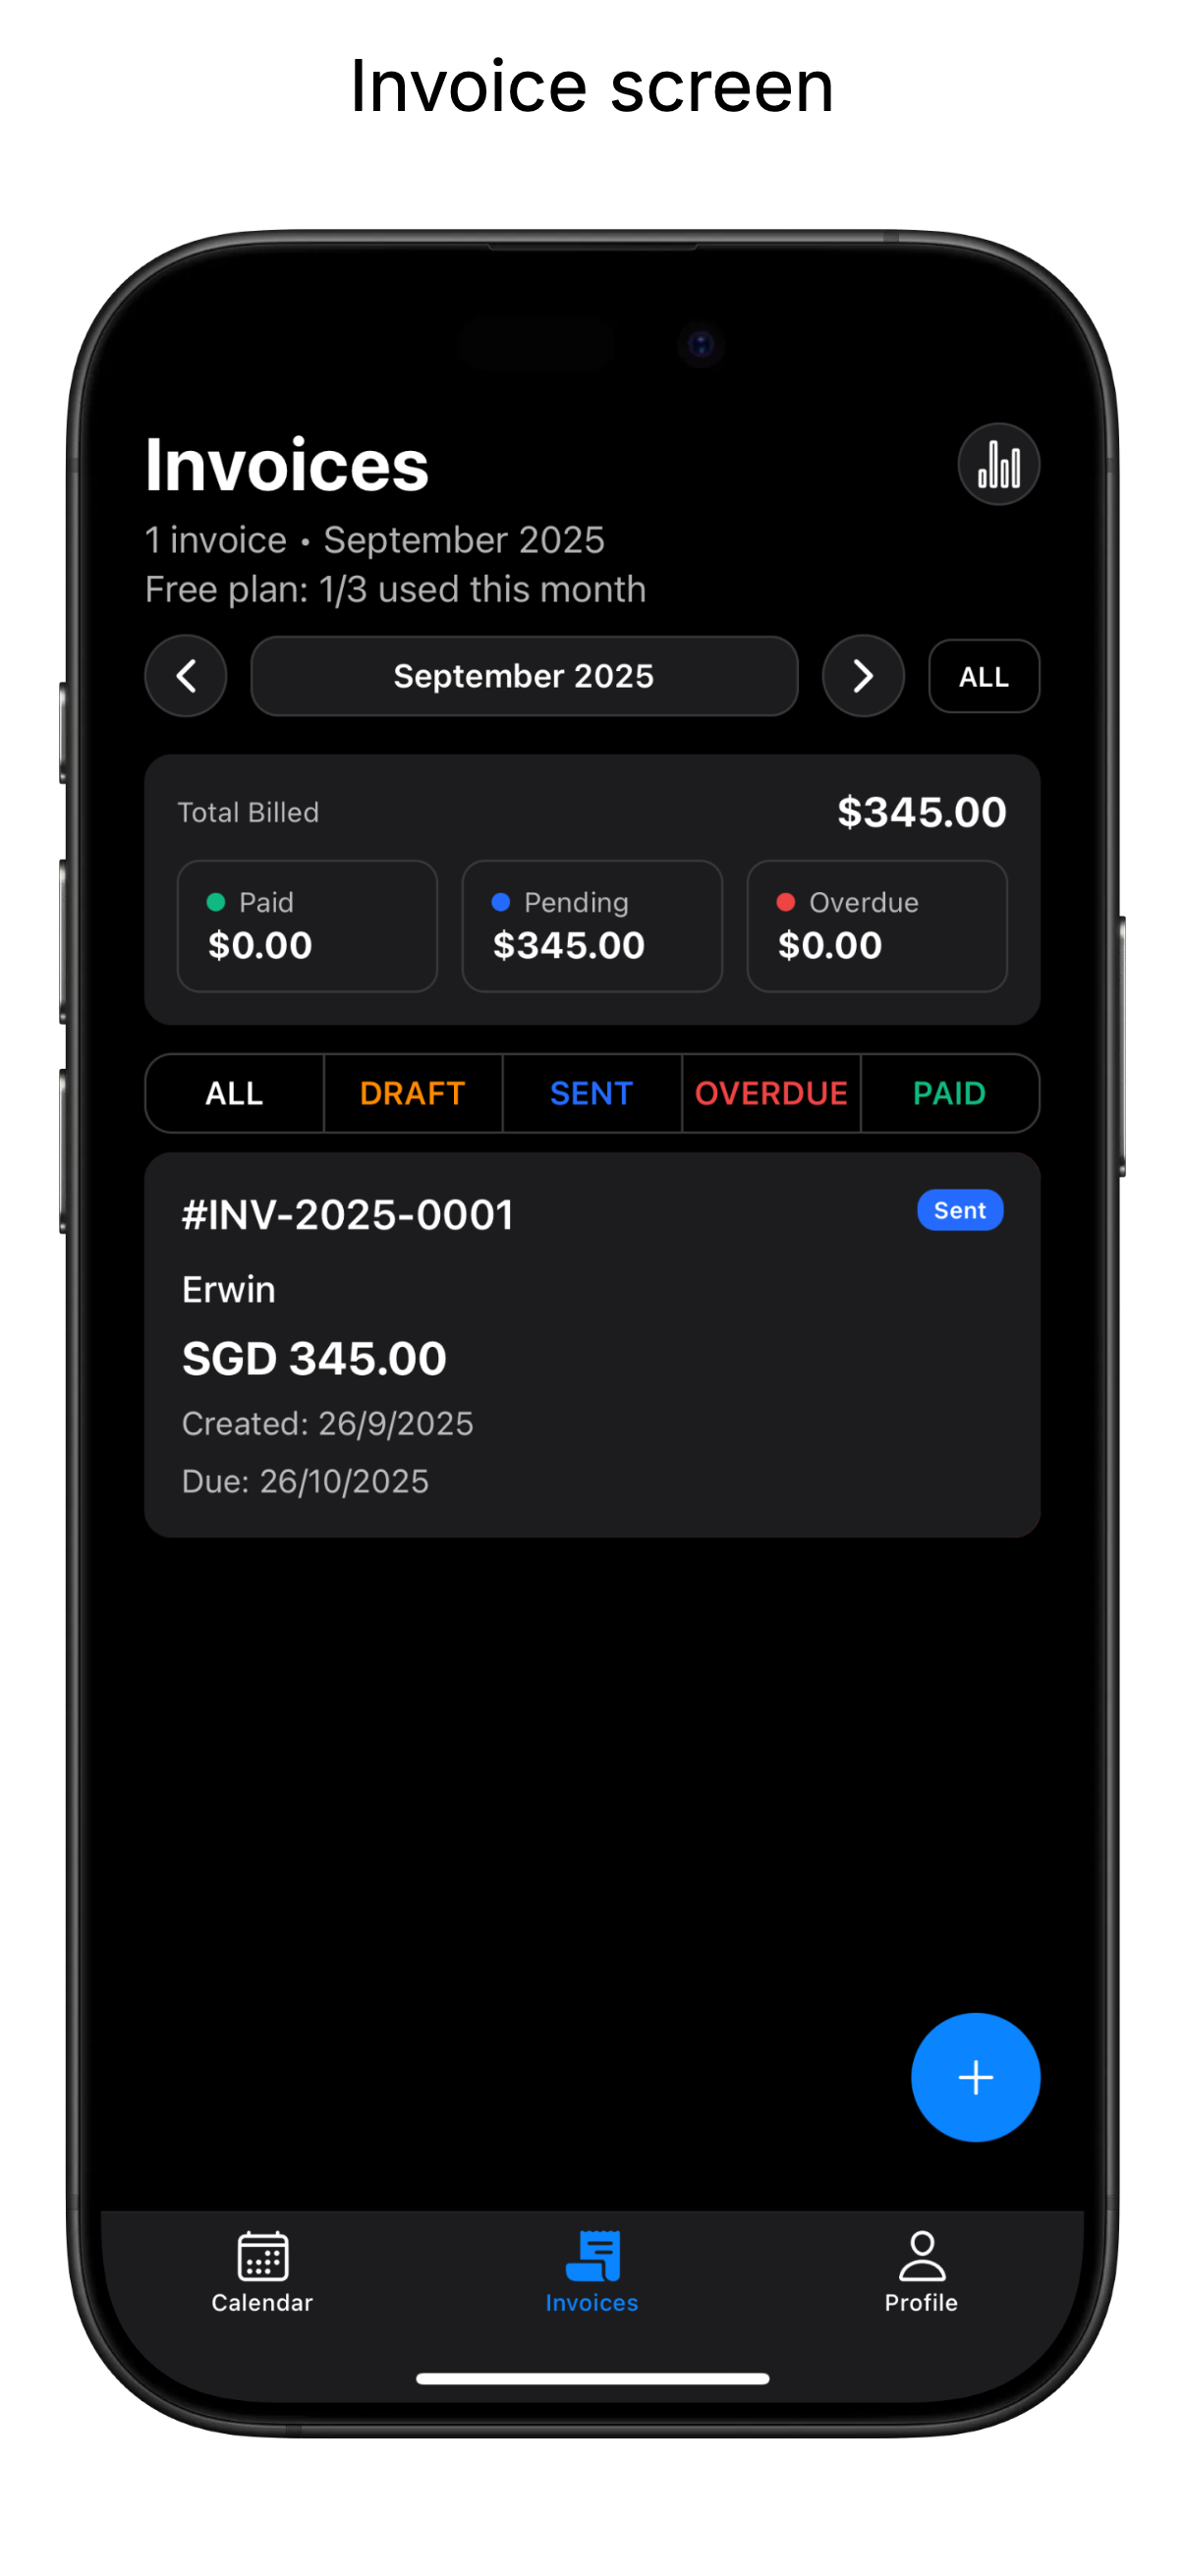 Invoice screen
Invoices
1 invoice • September 2025
Free plan: 1/3 used this month
September 2025
ALL
Total Billed
$345.00
Paid
$0.00
Pending
$345.00
Overdue
$0.00
ALL
DRAFT
SENT
OVERDUE
PAID
#INV-2025-0001
Sent
Erwin
SGD 345.00
Created: 26/9/2025
Due: 26/10/2025
Calendar
Invoices
Profile